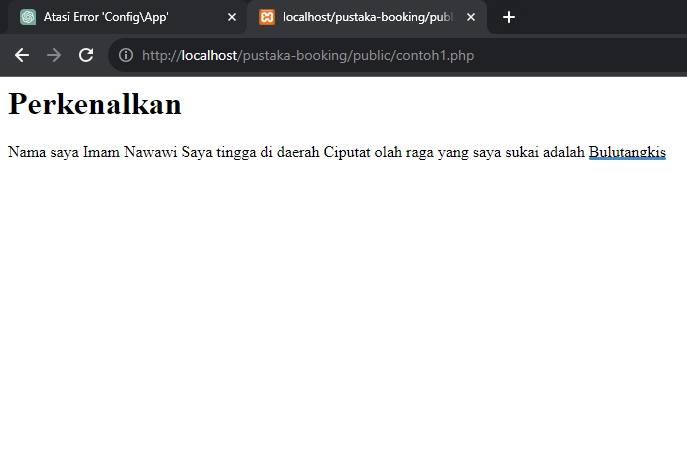 Atasi Error 'Config\App'
localhost/pustaka-booking/publ
http://localhost/pustaka-booking/public/contoh1.php
Perkenalkan
Nama saya Imam Nawawi Saya tingga di daerah Ciputat olah raga yang saya sukai adalah Bulutangkis